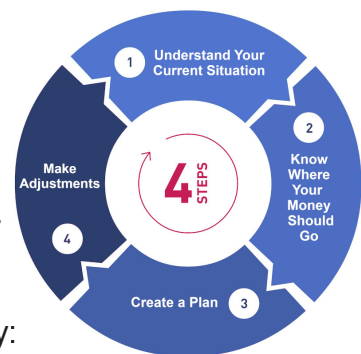 1
Understand Your
Current Situation
2
Know
Where
Your
Money
Should
Go
3
Create a Plan
4
Make
Adjustments
4
STEPS
y: